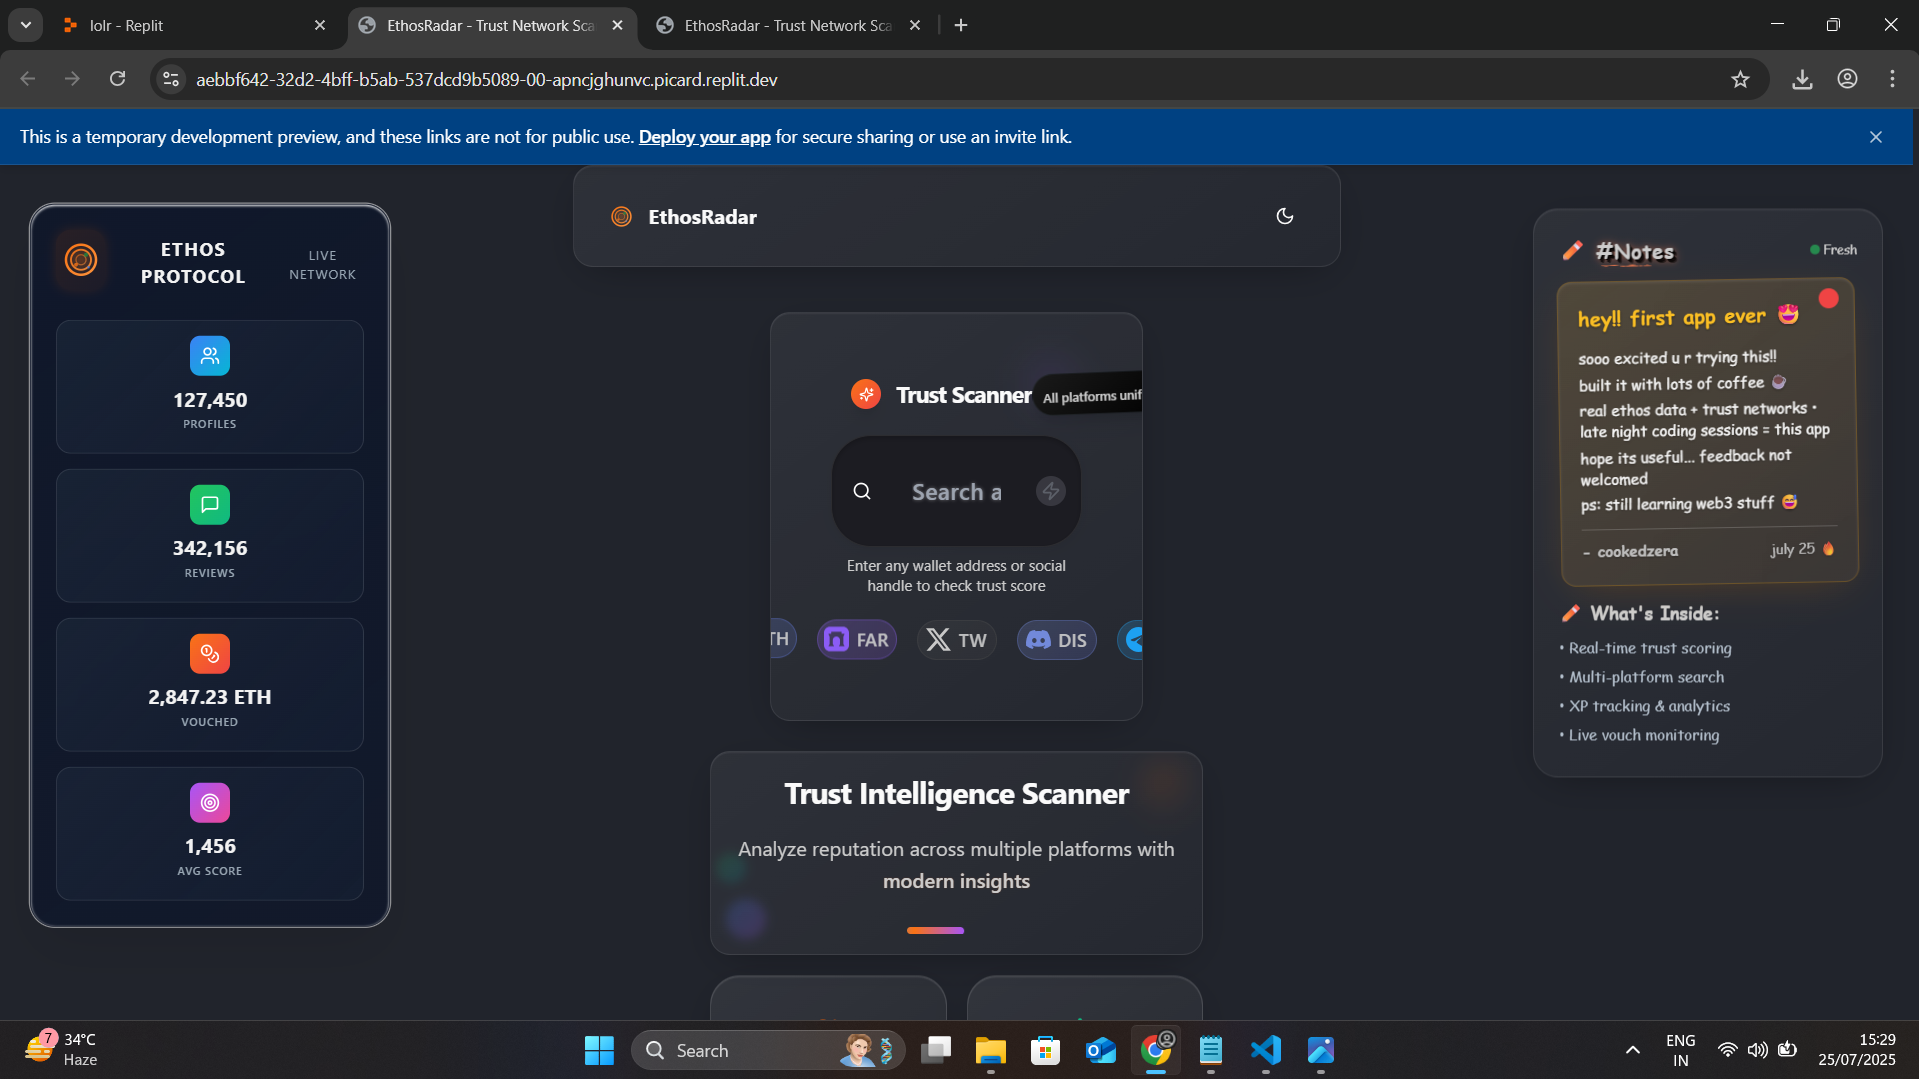 lolr - Replit
EthosRadar - Trust Network Sca
EthosRadar - Trust Network Sca
aebbf642-32d2-4bff-b5ab-537dcd9b5089-00-apncjghunvc.picard.replit.dev
This is a temporary development preview, and these links are not for public use. Deploy your app for secure sharing or use an invite link.
ETHOS
PROTOCOL
LIVE
NETWORK
127,450
PROFILES
342,156
REVIEWS
2,847.23 ETH
VOUCHED
1,456
AVG SCORE
EthosRadar
Trust Scanner
All platforms unif
Search a
Enter any wallet address or social
handle to check trust score
TH
FAR
TW
DIS
Trust Intelligence Scanner
Analyze reputation across multiple platforms with
modern insights
#Notes
Fresh
hey!! first app ever 🤩
sooo excited u r trying this!!
built it with lots of coffee ☕
real ethos data + trust networks •
late night coding sessions = this app
hope its useful... feedback not
welcomed
ps: still learning web3 stuff 😅
- cookedzera
july 25 🔥
What's Inside:
• Real-time trust scoring
• Multi-platform search
• XP tracking & analytics
• Live vouch monitoring
7
34°C
Haze
Search
ENG
IN
15:29
25/07/2025